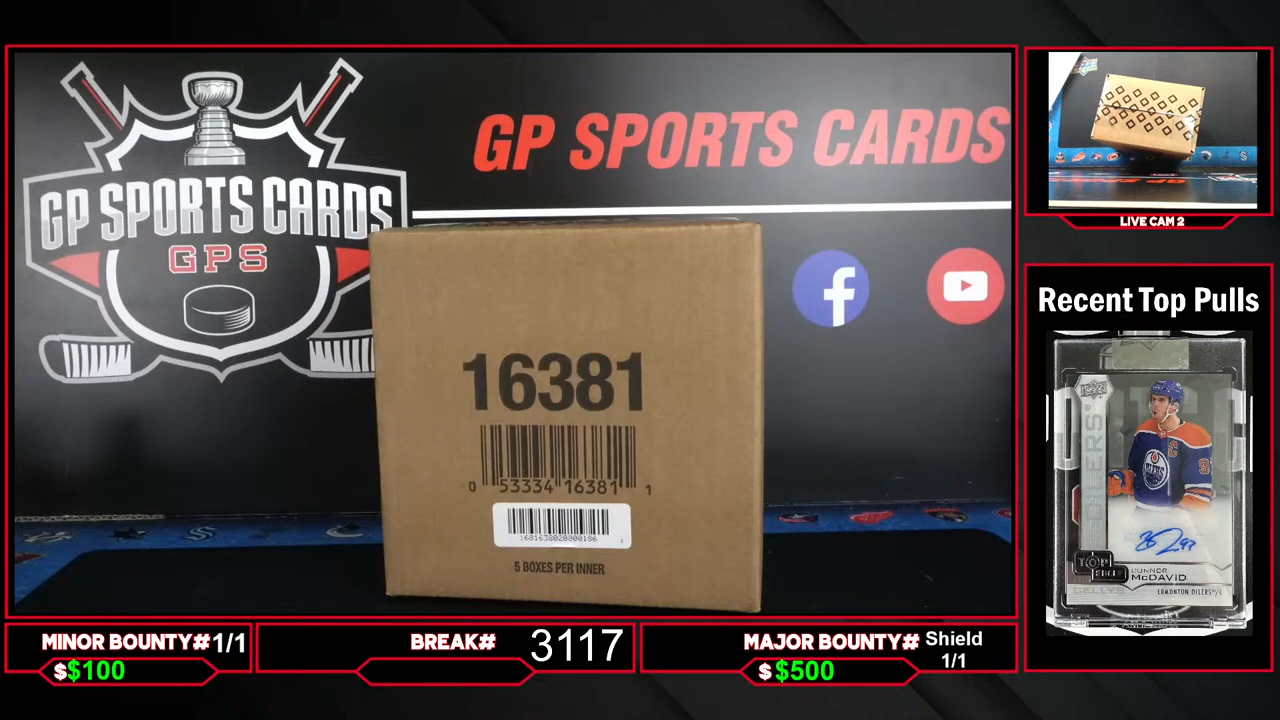 GP SPORTS CARDS
GPS
GP SPORTS CARDS
16381
0 53334 16381 1
5 BOXES PER INNER
LIVE CAM 2
Recent Top Pulls
OILERS
TOP
CONNOR
McDAVID
EDMONTON OILERS™/C
MINOR BOUNTY# 1/1
$$100
BREAK# 3117
MAJOR BOUNTY# Shield
1/1
$$500